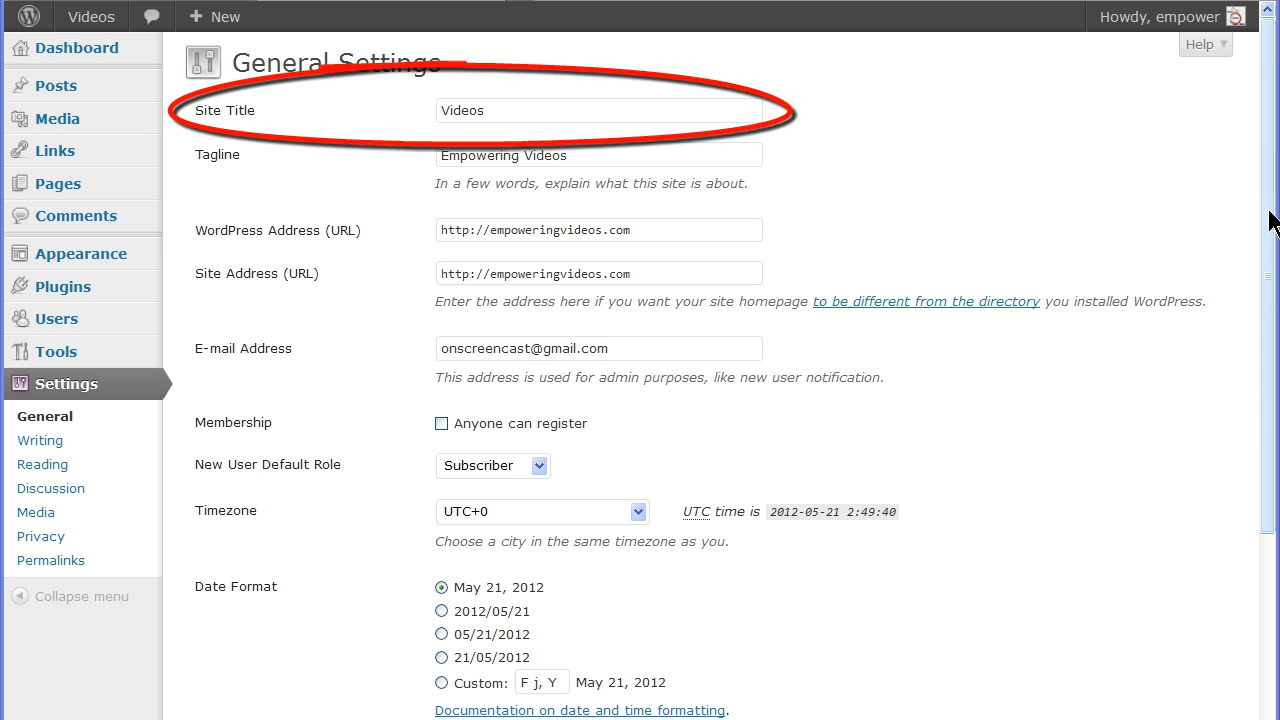 Videos
New
Howdy, empower
Help
Dashboard
Posts
Media
Links
Pages
Comments
Appearance
Plugins
Users
Tools
Settings
General
Writing
Reading
Discussion
Media
Privacy
Permalinks
Collapse menu
General Settings
Site Title Videos
Tagline Empowering Videos
In a few words, explain what this site is about.
WordPress Address (URL) http://empoweringvideos.com
Site Address (URL) http://empoweringvideos.com
Enter the address here if you want your site homepage to be different from the directory you installed WordPress.
E-mail Address onscreencast@gmail.com
This address is used for admin purposes, like new user notification.
Membership Anyone can register
New User Default Role Subscriber
Timezone UTC+0 UTC time is 2012-05-21 2:49:40
Choose a city in the same timezone as you.
Date Format May 21, 2012
2012/05/21
05/21/2012
21/05/2012
Custom: F j, Y May 21, 2012
Documentation on date and time formatting.